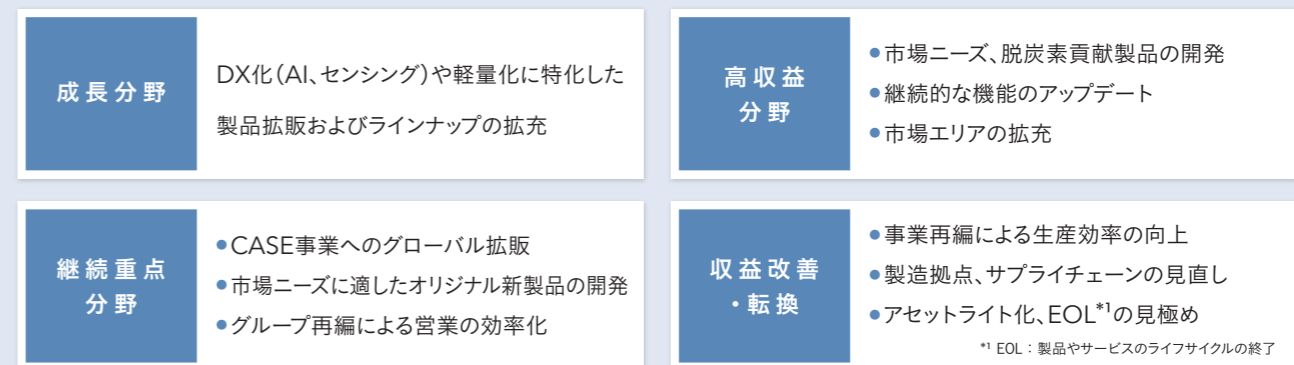 成長分野
DX化(AI、センシング)や軽量化に特化した
製品拡販およびラインナップの拡充
高収益
分野
●市場ニーズ、脱炭素貢献製品の開発
●継続的な機能のアップデート
●市場エリアの拡充
継続重点
分野
●CASE事業へのグローバル拡販
●市場ニーズに適したオリジナル新製品の開発
●グループ再編による営業の効率化
収益改善
・転換
●事業再編による生産効率の向上
●製造拠点、サプライチェーンの見直し
●アセットライト化、EOL*1の見極め
*1 EOL：製品やサービスのライフサイクルの終了